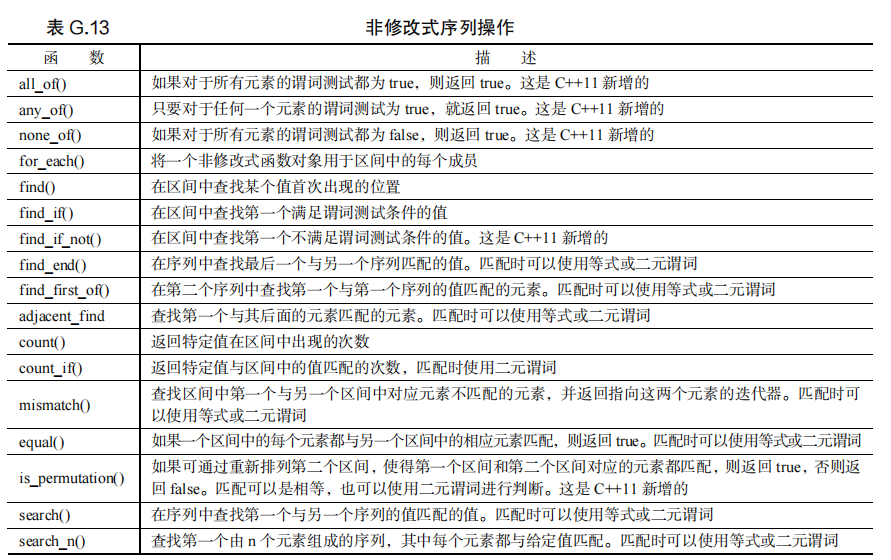 表 G.13 非修改式序列操作
函 数 描 述
all_of() 如果对于所有元素的谓词测试都为 true，则返回 true。这是 C++11 新增的
any_of() 只要对于任何一个元素的谓词测试为 true，就返回 true。这是 C++11 新增的
none_of() 如果对于所有元素的谓词测试都为 false，则返回 true。这是 C++11 新增的
for_each() 将一个非修改式函数对象用于区间中的每个成员
find() 在区间中查找某个值首次出现的位置
find_if() 在区间中查找第一个满足谓词测试条件的值
find_if_not() 在区间中查找第一个不满足谓词测试条件的值。这是 C++11 新增的
find_end() 在序列中查找最后一个与另一个序列匹配的值。匹配时可以使用等式或二元谓词
find_first_of() 在第二个序列中查找第一个与第一个序列的值匹配的元素。匹配时可以使用等式或二元谓词
adjacent_find 查找第一个与其后面的元素匹配的元素。匹配时可以使用等式或二元谓词
count() 返回特定值在区间中出现的次数
count_if() 返回特定值与区间中的值匹配的次数，匹配时使用二元谓词
mismatch() 查找区间中第一个与另一个区间中对应元素不匹配的元素，并返回指向这两个元素的迭代器。匹配时可
以使用等式或二元谓词
equal() 如果一个区间中的每个元素都与另一个区间中的相应元素匹配，则返回 true。匹配时可以使用等式或二元谓词
is_permutation() 如果可通过重新排列第二个区间，使得第一个区间和第二个区间对应的元素都匹配，则返回 true，否则返
回 false。匹配可以是相等，也可以使用二元谓词进行判断。这是 C++11 新增的
search() 在序列中查找第一个与另一个序列的值匹配的值。匹配时可以使用等式或二元谓词
search_n() 查找第一个由 n 个元素组成的序列，其中每个元素都与给定值匹配。匹配时可以使用等式或二元谓词